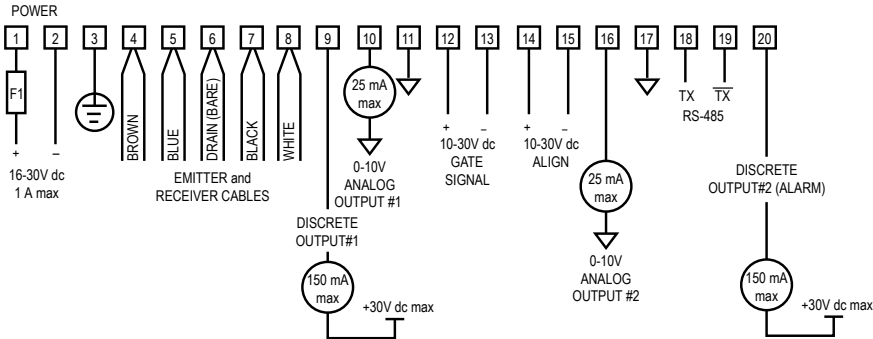 POWER
1 2 3 4 5 6 7 8 9 10 11 12 13 14 15 16 17 18 19 20
F1
+ −
16-30V dc
1 A max
BROWN
BLUE
DRAIN (BARE)
BLACK
WHITE
EMITTER and
RECEIVER CABLES
DISCRETE
OUTPUT#1
150 mA
max
+30V dc max
25 mA
max
0-10V
ANALOG
OUTPUT #1
+ −
10-30V dc
GATE
SIGNAL
+ −
10-30V dc
ALIGN
25 mA
max
0-10V
ANALOG
OUTPUT #2
TX T̅X̅
RS-485
DISCRETE
OUTPUT#2 (ALARM)
150 mA
max
+30V dc max